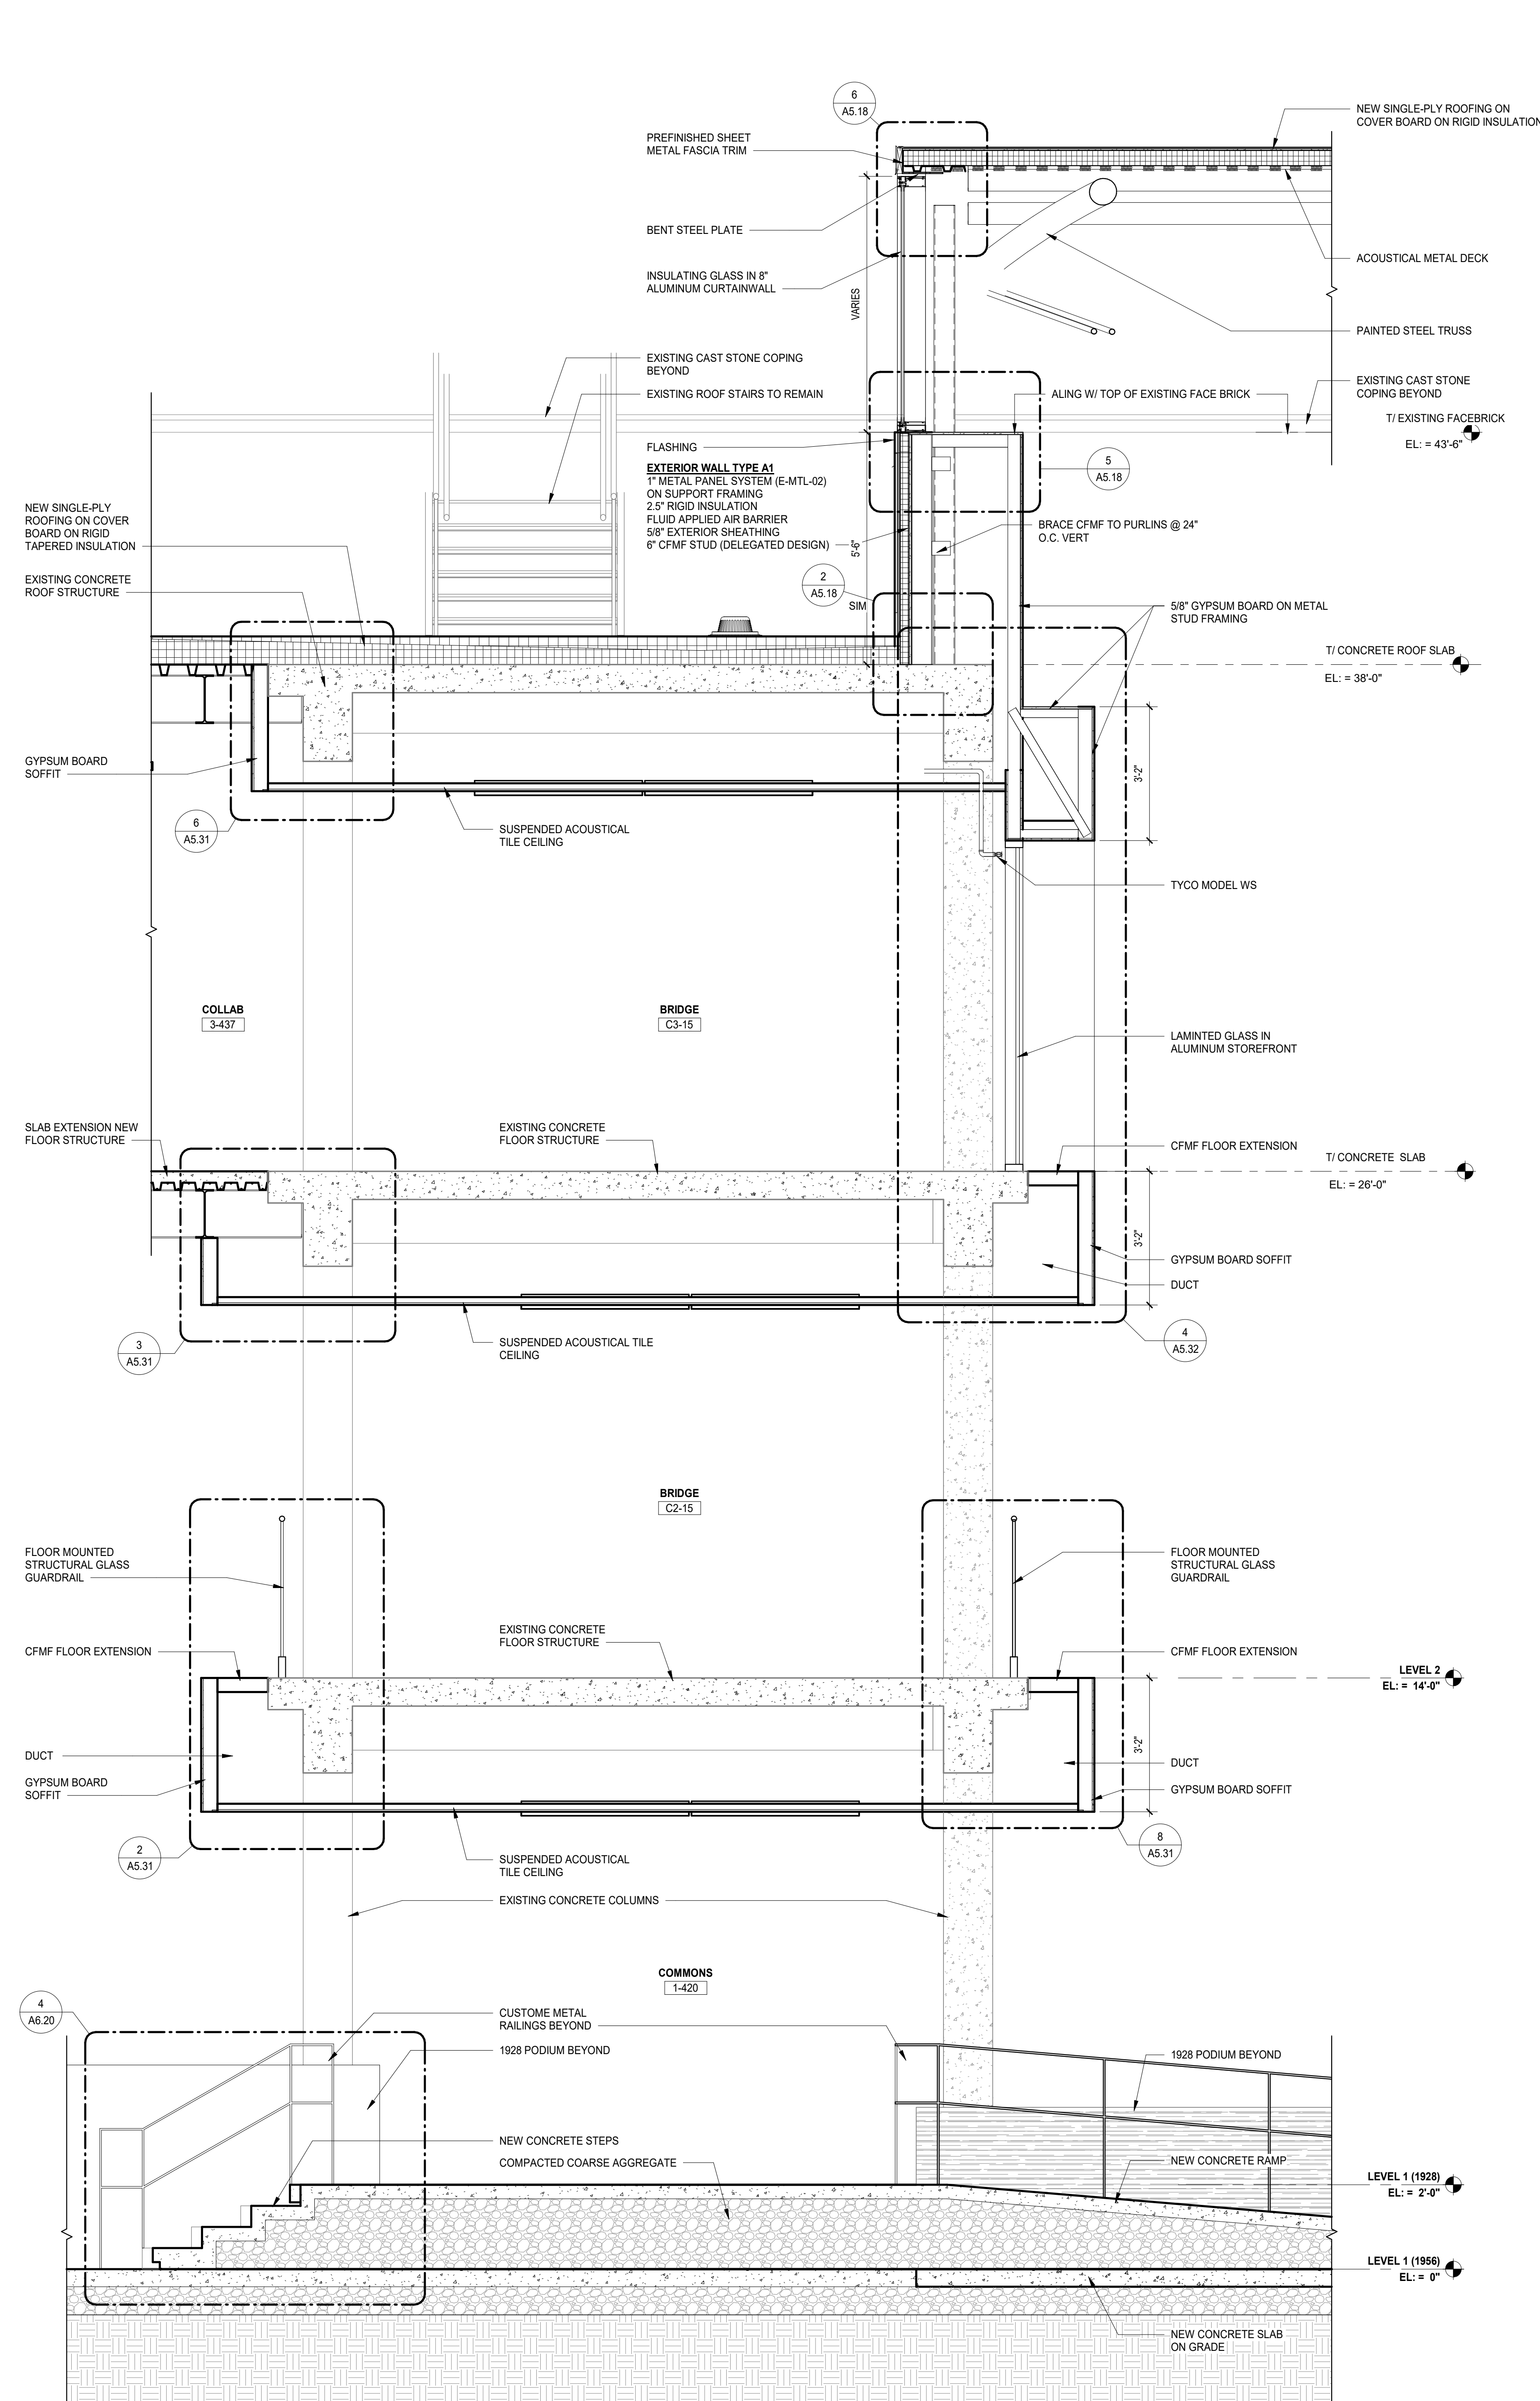 6
A5.18
NEW SINGLE-PLY ROOFING ON
COVER BOARD ON RIGID INSULATION
PREFINISHED SHEET
METAL FASCIA TRIM
BENT STEEL PLATE
ACOUSTICAL METAL DECK
INSULATING GLASS IN 8"
ALUMINUM CURTAINWALL
VARIES
PAINTED STEEL TRUSS
EXISTING CAST STONE COPING
BEYOND
EXISTING ROOF STAIRS TO REMAIN
ALING W/ TOP OF EXISTING FACE BRICK
EXISTING CAST STONE
COPING BEYOND
T/ EXISTING FACEBRICK
EL: = 43'-6"
FLASHING
5
A5.18
EXTERIOR WALL TYPE A1
1" METAL PANEL SYSTEM (E-MTL-02)
ON SUPPORT FRAMING
2.5" RIGID INSULATION
FLUID APPLIED AIR BARRIER
5/8" EXTERIOR SHEATHING
6" CFMF STUD (DELEGATED DESIGN)
5'-6"
BRACE CFMF TO PURLINS @ 24"
O.C. VERT
NEW SINGLE-PLY
ROOFING ON COVER
BOARD ON RIGID
TAPERED INSULATION
EXISTING CONCRETE
ROOF STRUCTURE
2
A5.18
SIM
5/8" GYPSUM BOARD ON METAL
STUD FRAMING
T/ CONCRETE ROOF SLAB
EL: = 38'-0"
GYPSUM BOARD
SOFFIT
3'-2"
6
A5.31
SUSPENDED ACOUSTICAL
TILE CEILING
TYCO MODEL WS
COLLAB
3-437
BRIDGE
C3-15
LAMINTED GLASS IN
ALUMINUM STOREFRONT
SLAB EXTENSION NEW
FLOOR STRUCTURE
EXISTING CONCRETE
FLOOR STRUCTURE
CFMF FLOOR EXTENSION
T/ CONCRETE  SLAB
EL: = 26'-0"
3'-2"
GYPSUM BOARD SOFFIT
DUCT
3
A5.31
SUSPENDED ACOUSTICAL TILE
CEILING
4
A5.32
BRIDGE
C2-15
FLOOR MOUNTED
STRUCTURAL GLASS
GUARDRAIL
FLOOR MOUNTED
STRUCTURAL GLASS
GUARDRAIL
EXISTING CONCRETE
FLOOR STRUCTURE
CFMF FLOOR EXTENSION
CFMF FLOOR EXTENSION
LEVEL 2
EL: =  14'-0"
3'-2"
DUCT
DUCT
GYPSUM BOARD
SOFFIT
GYPSUM BOARD SOFFIT
2
A5.31
SUSPENDED ACOUSTICAL
TILE CEILING
8
A5.31
EXISTING CONCRETE COLUMNS
COMMONS
1-420
4
A6.20
CUSTOME METAL
RAILINGS BEYOND
1928 PODIUM BEYOND
1928 PODIUM BEYOND
NEW CONCRETE STEPS
COMPACTED COARSE AGGREGATE
NEW CONCRETE RAMP
LEVEL 1 (1928)
EL: =  2'-0"
LEVEL 1 (1956)
EL: =  0"
NEW CONCRETE SLAB
ON GRADE